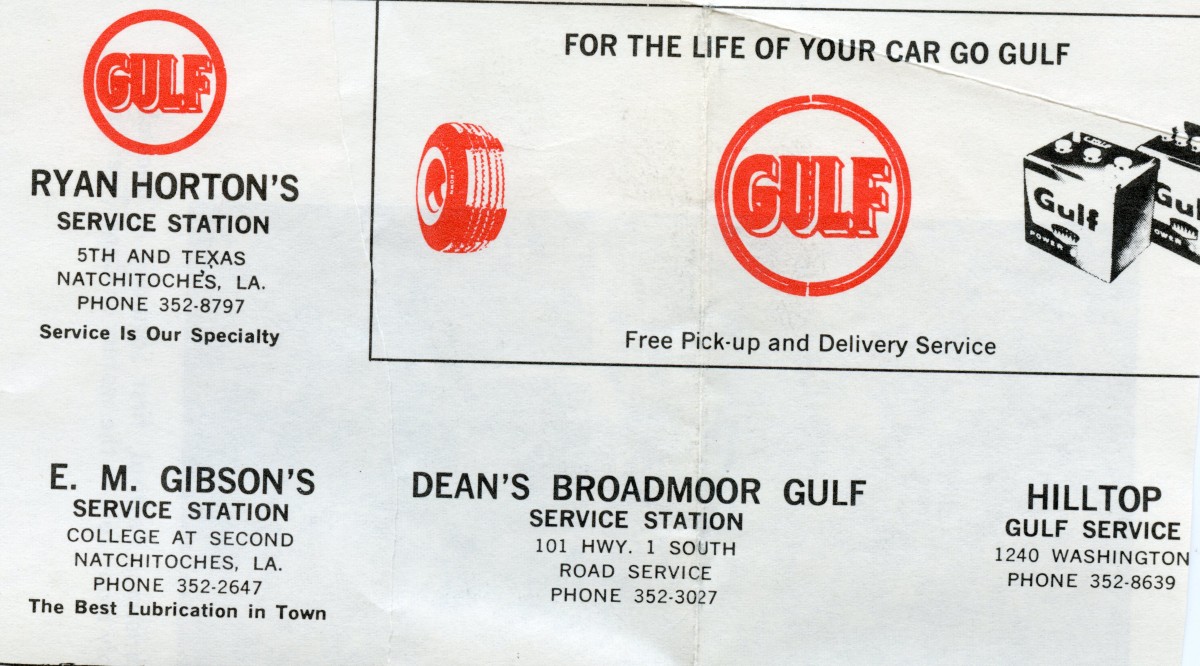 GULF
RYAN HORTON'S
SERVICE STATION
5TH AND TEXAS
NATCHITOCHES, LA.
PHONE 352-8797
Service Is Our Specialty
FOR THE LIFE OF YOUR CAR GO GULF
GULF
Gulf
POWER
Gul
OWER
Free Pick-up and Delivery Service
E. M. GIBSON'S
SERVICE STATION
COLLEGE AT SECOND
NATCHITOCHES, LA.
PHONE 352-2647
The Best Lubrication in Town
DEAN'S BROADMOOR GULF
SERVICE STATION
101 HWY. 1 SOUTH
ROAD SERVICE
PHONE 352-3027
HILLTOP
GULF SERVICE
1240 WASHINGTON
PHONE 352-8639